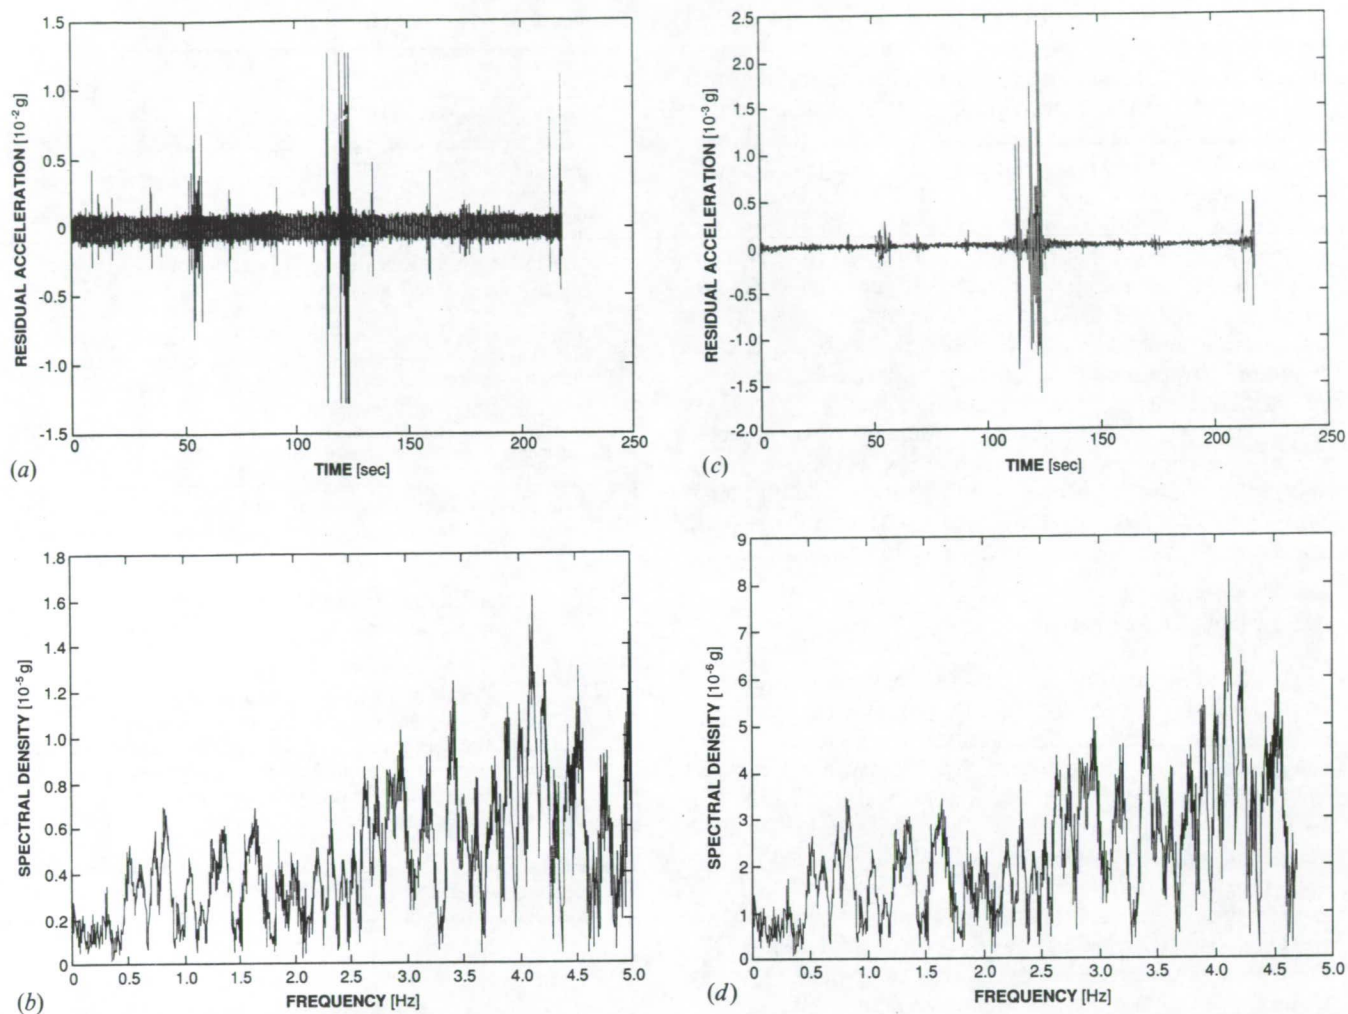 1.5
1.0
0.5
0
-0.5
-1.0
-1.5
RESIDUAL ACCELERATION [10⁻² g]
0 50 100 150 200 250
TIME [sec]
(a)
2.5
2.0
1.5
1.0
0.5
0
-0.5
-1.0
-1.5
-2.0
RESIDUAL ACCELERATION [10⁻³ g]
0 50 100 150 200 250
TIME [sec]
(c)
1.8
1.6
1.4
1.2
1.0
0.8
0.6
0.4
0.2
0
SPECTRAL DENSITY [10⁻⁵ g]
0 0.5 1.0 1.5 2.0 2.5 3.0 3.5 4.0 4.5 5.0
FREQUENCY [Hz]
(b)
9
8
7
6
5
4
3
2
1
0
SPECTRAL DENSITY [10⁻⁶ g]
0 0.5 1.0 1.5 2.0 2.5 3.0 3.5 4.0 4.5 5.0
FREQUENCY [Hz]
(d)